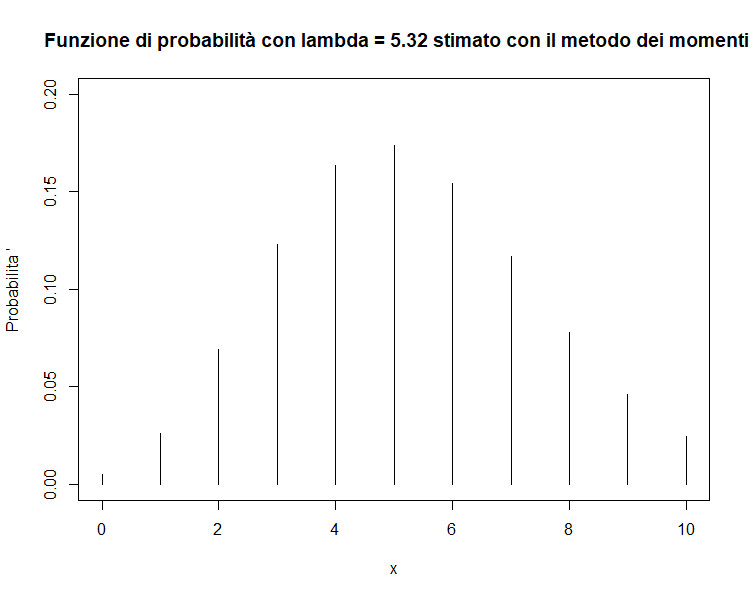 Funzione di probabilità con lambda = 5.32 stimato con il metodo dei momenti
0.20
0.15
0.10
0.05
0.00
Probabilita '
0 2 4 6 8 10
x